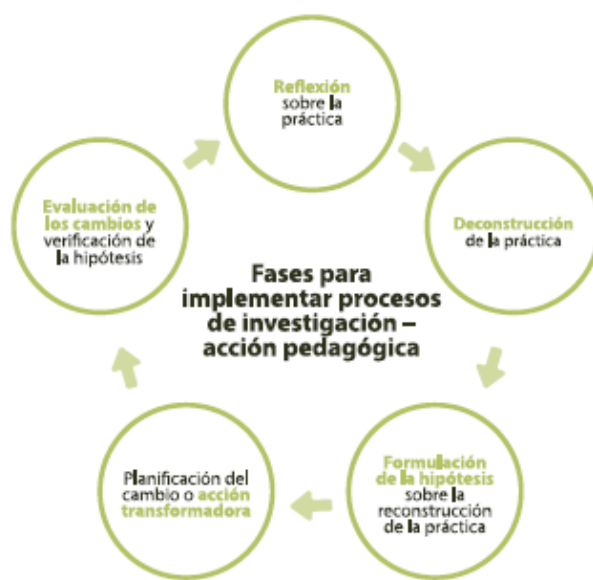 Reflexión
sobre la
práctica
Deconstrucción
de la práctica
Formulación
de la hipótesis
sobre la
reconstrucción
de la práctica
Planificación del
cambio o acción
transformadora
Evaluación de
los cambios y
verificación de
la hipótesis
Fases para
implementar procesos
de investigación –
acción pedagógica